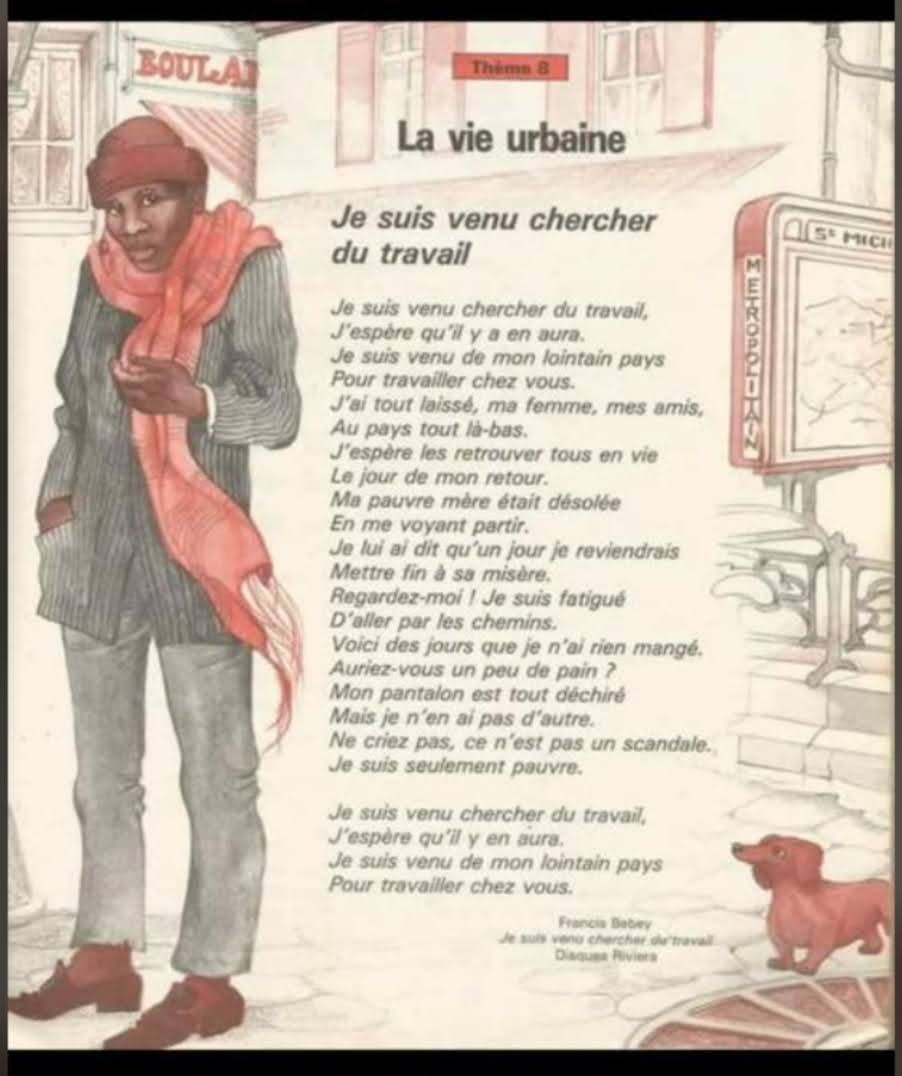 BOULA
Thème 8
La vie urbaine
Je suis venu chercher
du travail
Je suis venu chercher du travail,
J'espère qu'il y a en aura.
Je suis venu de mon lointain pays
Pour travailler chez vous.
J'ai tout laissé, ma femme, mes amis,
Au pays tout là-bas.
J'espère les retrouver tous en vie
Le jour de mon retour.
Ma pauvre mère était désolée
En me voyant partir.
Je lui ai dit qu'un jour je reviendrais
Mettre fin à sa misère.
Regardez-moi ! Je suis fatigué
D'aller par les chemins.
Voici des jours que je n'ai rien mangé.
Auriez-vous un peu de pain ?
Mon pantalon est tout déchiré
Mais je n'en ai pas d'autre.
Ne criez pas, ce n'est pas un scandale.
Je suis seulement pauvre.
Je suis venu chercher du travail,
J'espère qu'il y en aura.
Je suis venu de mon lointain pays
Pour travailler chez vous.
Francis Bebey
Je suis venu chercher du travail
Disques Riviera
METROPOLITAIN
St MICH